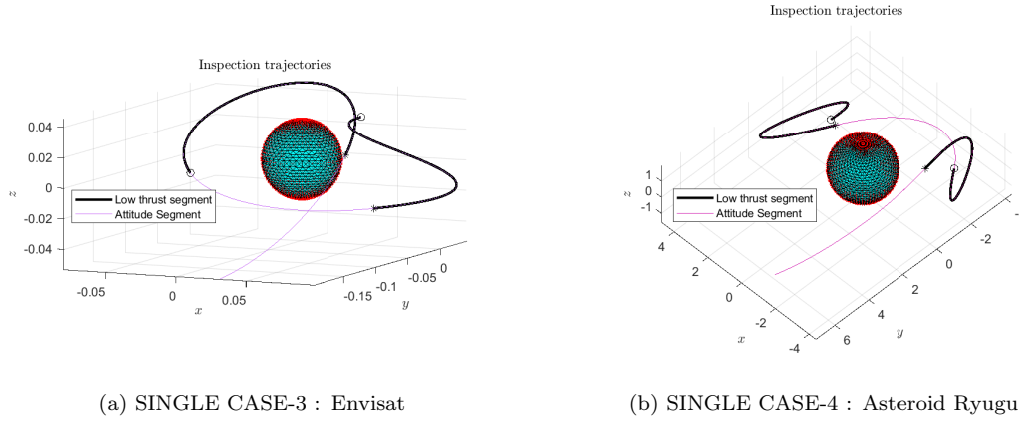 Inspection trajectories
0.04
0.02
0
-0.02
-0.04
z
Low thrust segment
Attitude Segment
-0.05
0
0.05
x
-0.15
-0.1
-0.05
0
y
(a) SINGLE CASE-3 : Envisat
Inspection trajectories
1
0
-1
z
Low thrust segment
Attitude Segment
4
2
0
-2
-4
x
6
4
2
0
-2
-
y
(b) SINGLE CASE-4 : Asteroid Ryugu